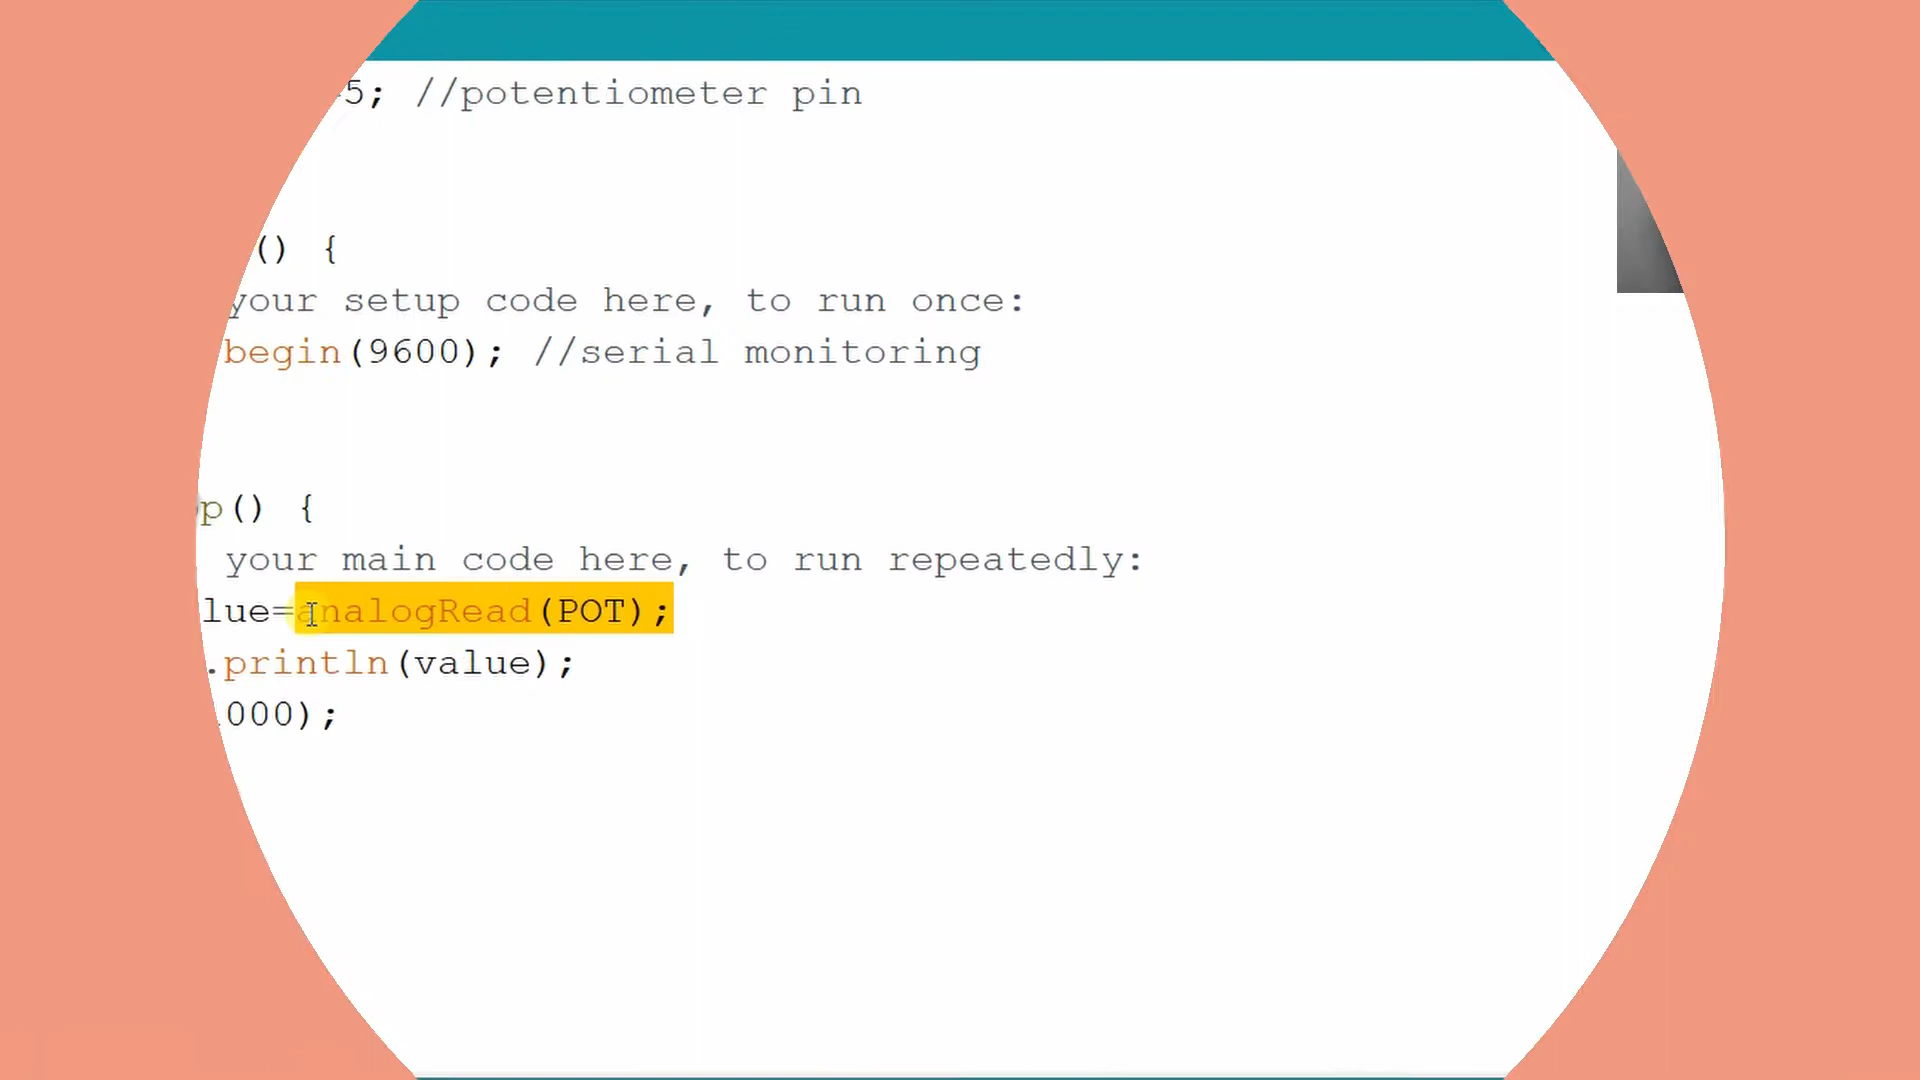 5; //potentiometer pin
() {
your setup code here, to run once:
begin(9600); //serial monitoring
p() {
your main code here, to run repeatedly:
lue=analogRead(POT);
.println(value);
000);